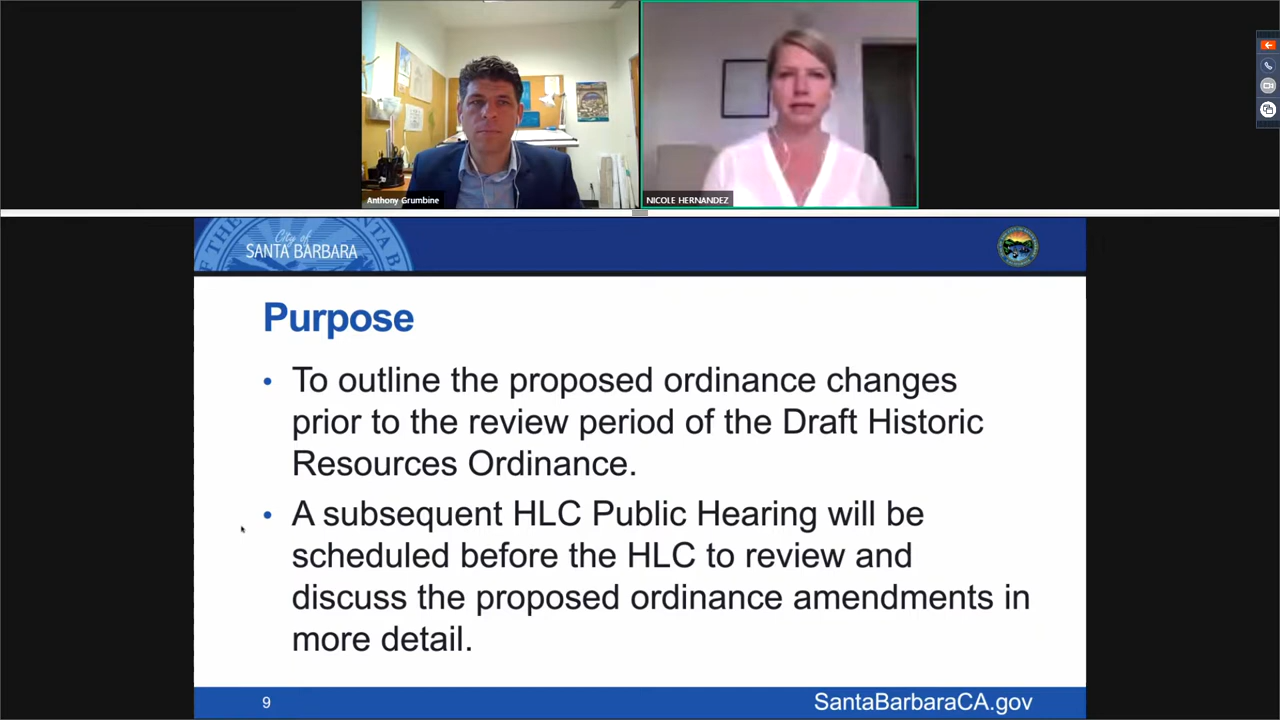 Anthony Grumbine
NICOLE HERNANDEZ
City of
SANTA BARBARA
Purpose
• To outline the proposed ordinance changes
prior to the review period of the Draft Historic
Resources Ordinance.
• A subsequent HLC Public Hearing will be
scheduled before the HLC to review and
discuss the proposed ordinance amendments in
more detail.
9
SantaBarbaraCA.gov